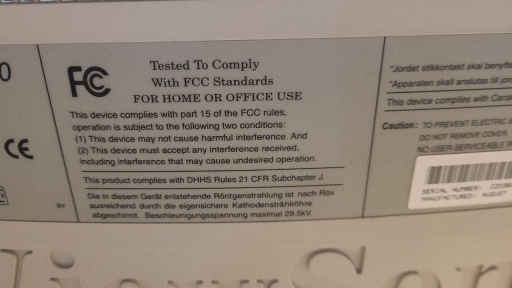 0
FC
Tested To Comply
With FCC Standards
FOR HOME OR OFFICE USE
This device complies with part 15 of the FCC rules,
operation is subject to the following two conditions:
(1) This device may not cause harmful interference. And
(2) This device must accept any interference received,
including interference that may cause undesired operation.
CE
This product complies with DHHS Rules 21 CFR Subchapter J.
Die in diesem Gerät entstehende Röntgenstrahlung ist nach Röv
ausreichend durch die eigensichere Kathodenstrahlröhre
abgeschirmt. Beschleunigungsspannung maximal 29.5kV.
"Jordet stikkontakt skal benytte
"Apparaten skall anslutas till jor
This device complies with Cana
Caution: TO PREVENT ELECTRIC
DO NOT REMOVE COVER.
NO USER-SERVICEABLE
SERIAL NUMBER:
MANUFACTURED: AUGUST
ViewSon